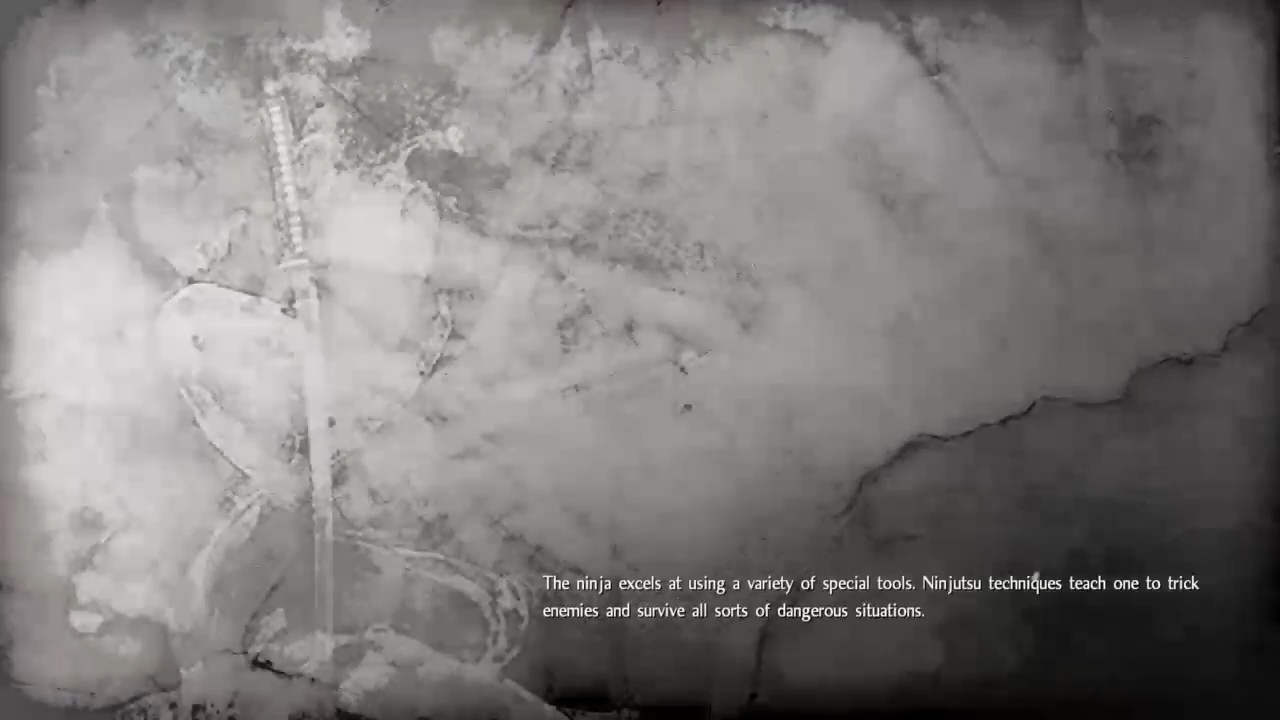 The ninja excels at using a variety of special tools. Ninjutsu techniques teach one to trick
enemies and survive all sorts of dangerous situations.